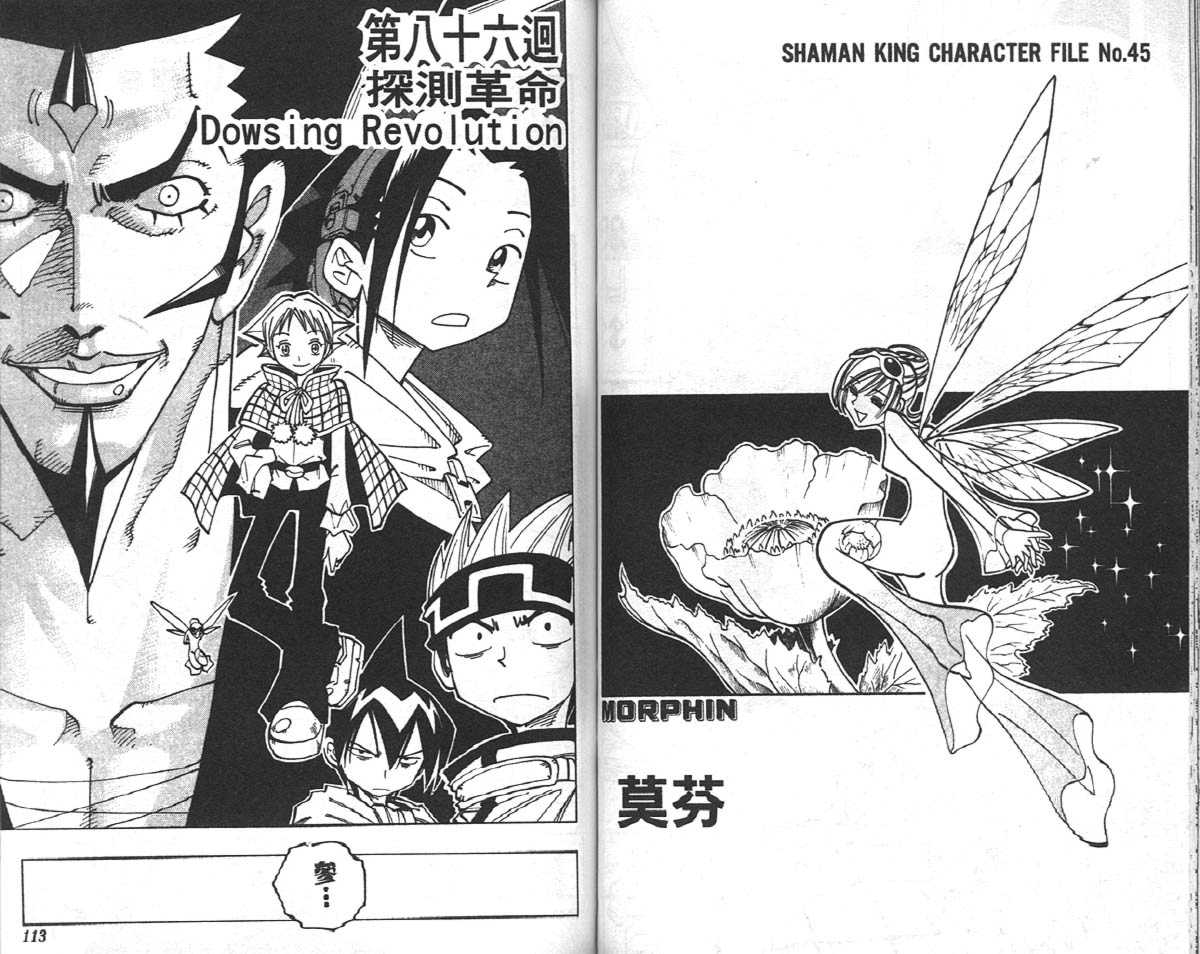 SHAMAN KING CHARACTER FILE No.45
MORPHIN
莫芬
第八十六迴
探測革命
Dowsing Revolution
參…
113